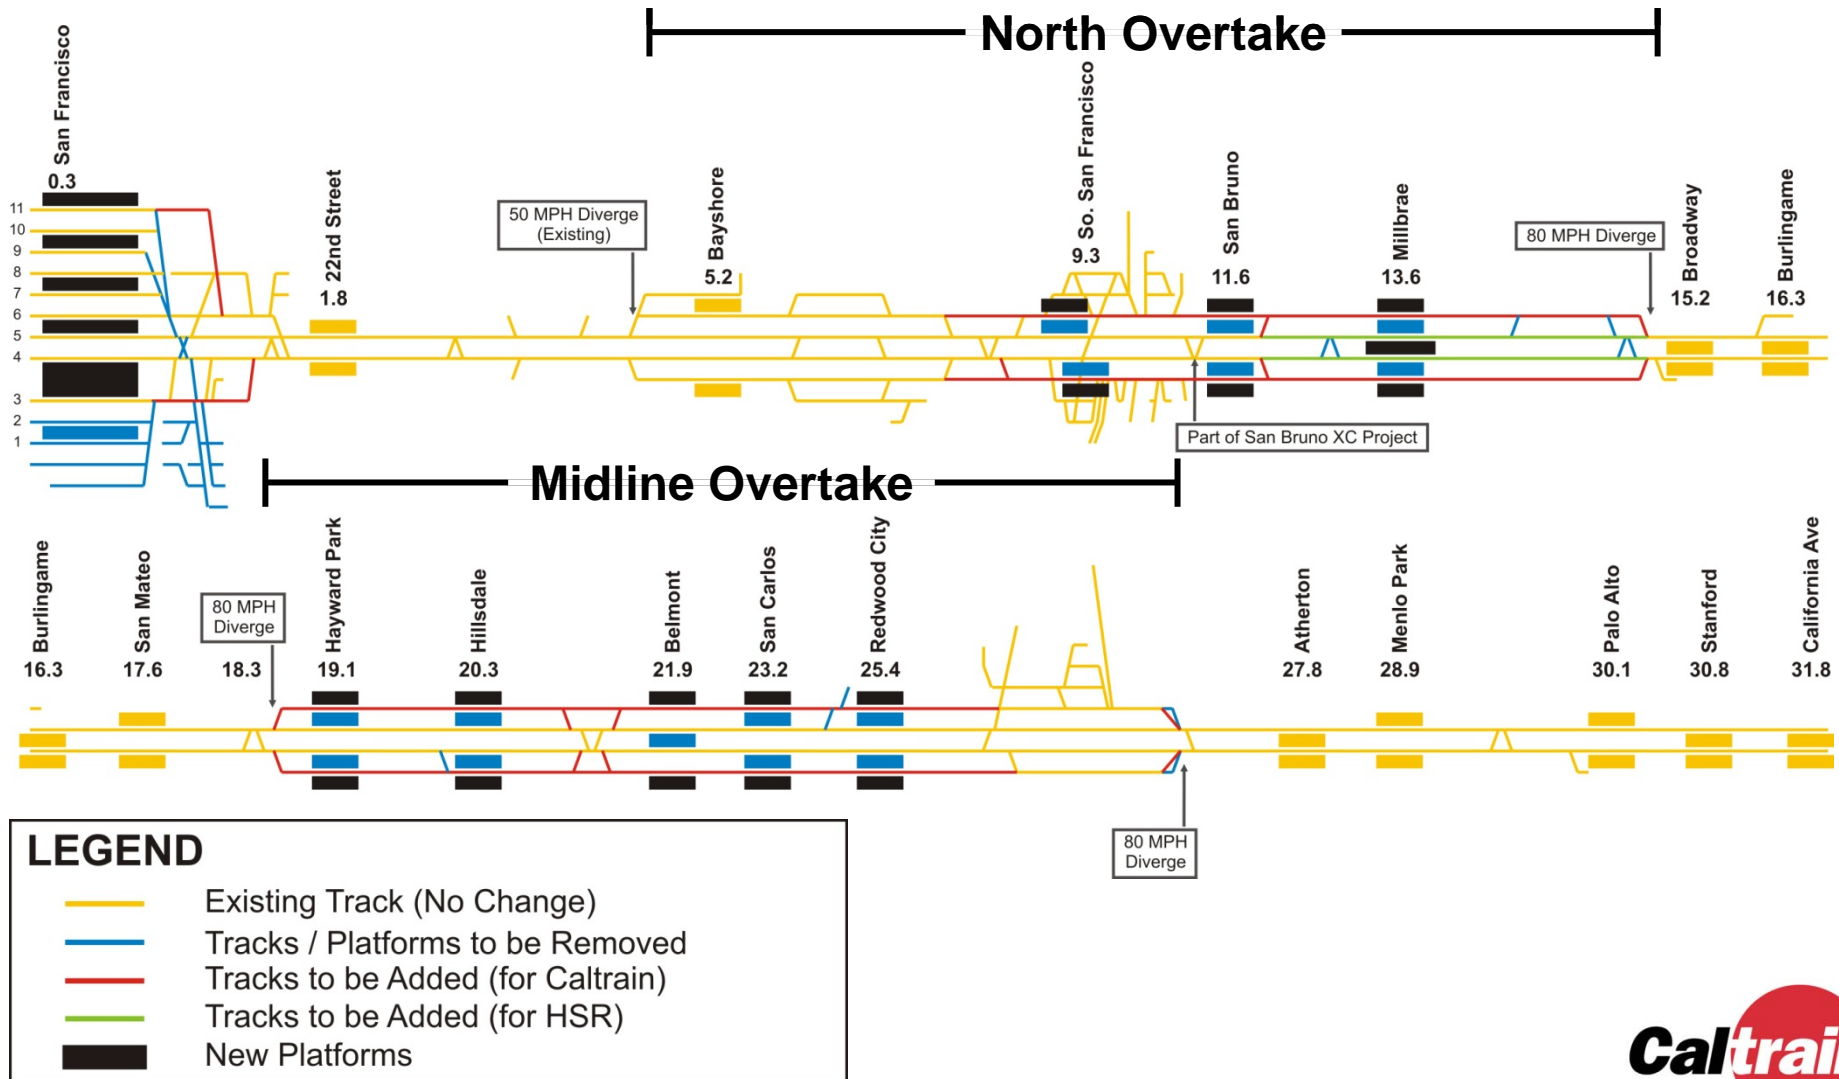 North Overtake
San Francisco
0.3
22nd Street
1.8
50 MPH Diverge
(Existing)
Bayshore
5.2
So. San Francisco
9.3
San Bruno
11.6
Millbrae
13.6
80 MPH Diverge
Broadway
15.2
Burlingame
16.3
11
10
9
8
7
6
5
4
3
2
1
Part of San Bruno XC Project
Midline Overtake
Burlingame
16.3
San Mateo
17.6
80 MPH
Diverge
18.3
Hayward Park
19.1
Hillsdale
20.3
Belmont
21.9
San Carlos
23.2
Redwood City
25.4
Atherton
27.8
Menlo Park
28.9
Palo Alto
30.1
Stanford
30.8
California Ave
31.8
80 MPH
Diverge
LEGEND
Existing Track (No Change)
Tracks / Platforms to be Removed
Tracks to be Added (for Caltrain)
Tracks to be Added (for HSR)
New Platforms
Caltrai